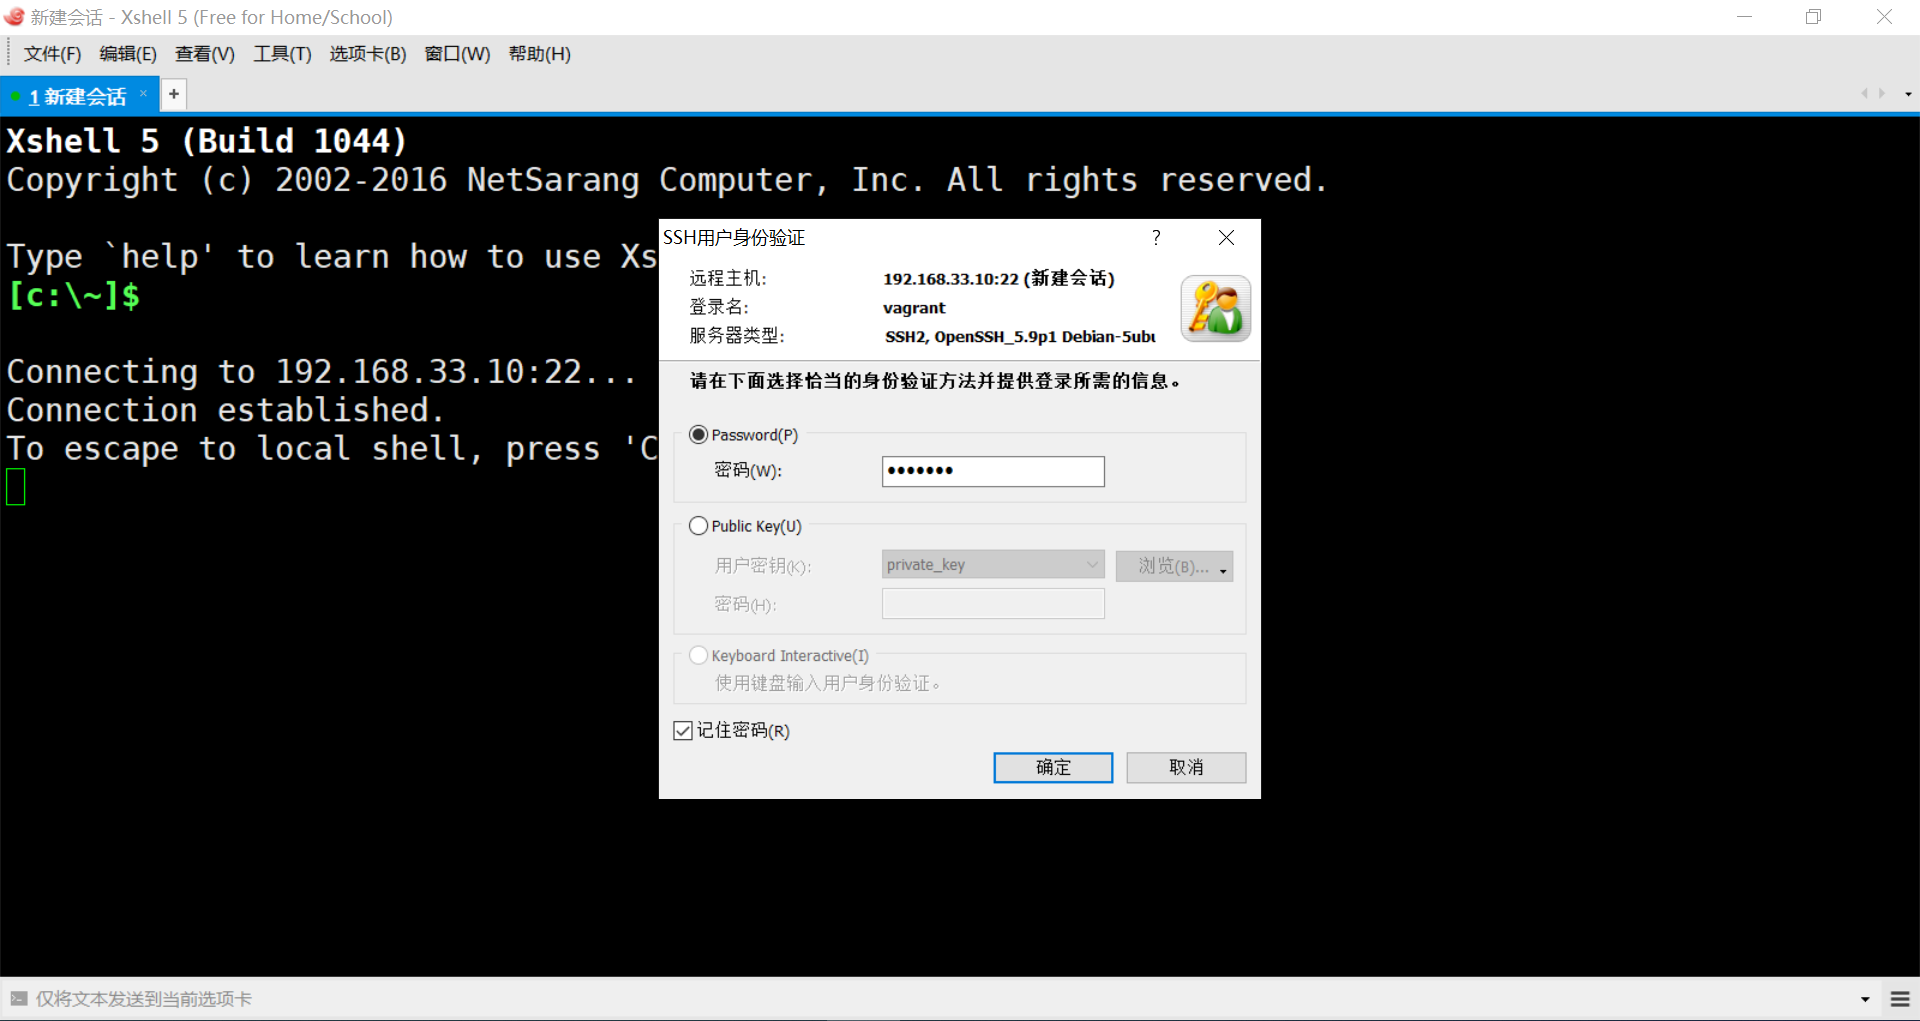 新建会话 - Xshell 5 (Free for Home/School)
文件(F) 编辑(E) 查看(V) 工具(T) 选项卡(B) 窗口(W) 帮助(H)
1 新建会话 × +
Xshell 5 (Build 1044)
Copyright (c) 2002-2016 NetSarang Computer, Inc. All rights reserved.
Type `help' to learn how to use Xs
[c:\~]$
Connecting to 192.168.33.10:22...
Connection established.
To escape to local shell, press 'C
SSH用户身份验证 ?
远程主机: 192.168.33.10:22 (新建会话)
登录名: vagrant
服务器类型: SSH2, OpenSSH_5.9p1 Debian-5ubu
请在下面选择恰当的身份验证方法并提供登录所需的信息。
Password(P)
密码(W): •••••••
Public Key(U)
用户密钥(K): private_key 浏览(B)...
密码(H):
Keyboard Interactive(I)
使用键盘输入用户身份验证。
记住密码(R)
确定 取消
仅将文本发送到当前选项卡